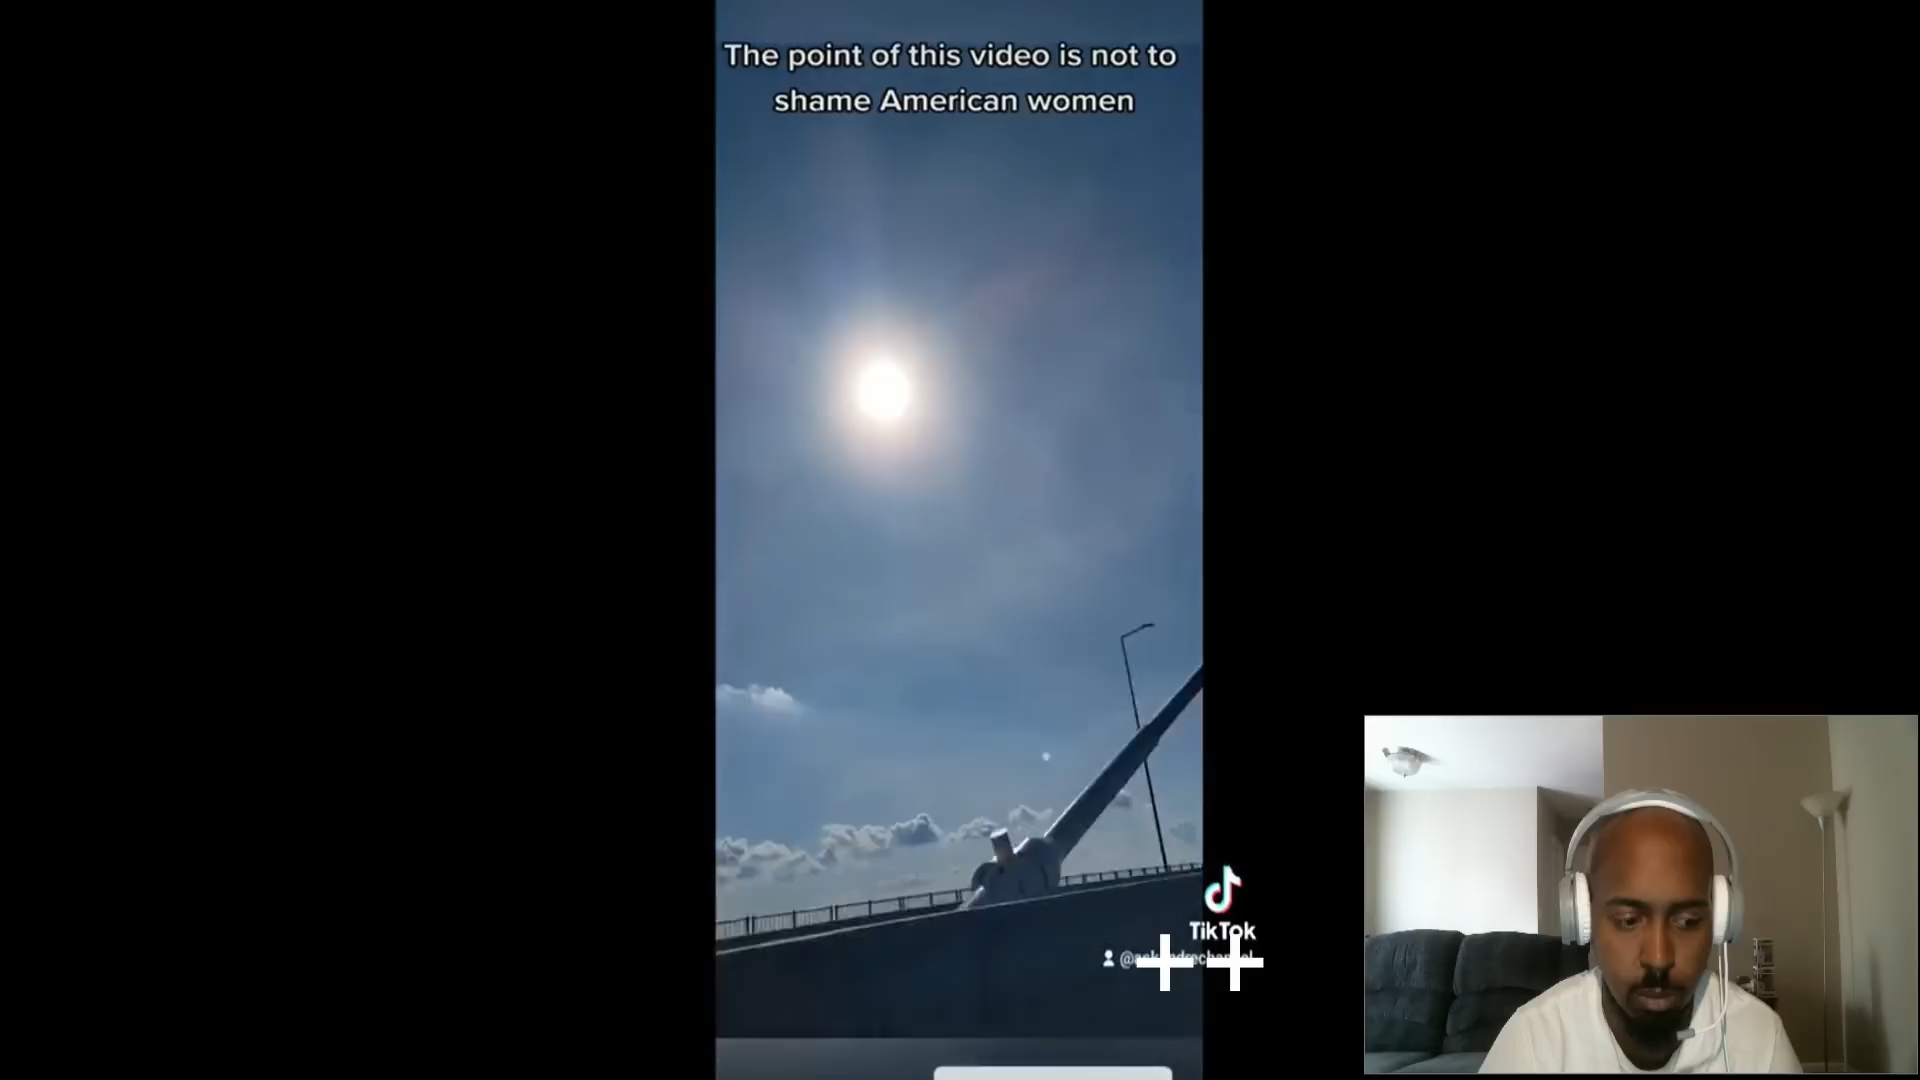 The point of this video is not to
shame American women
TikTok